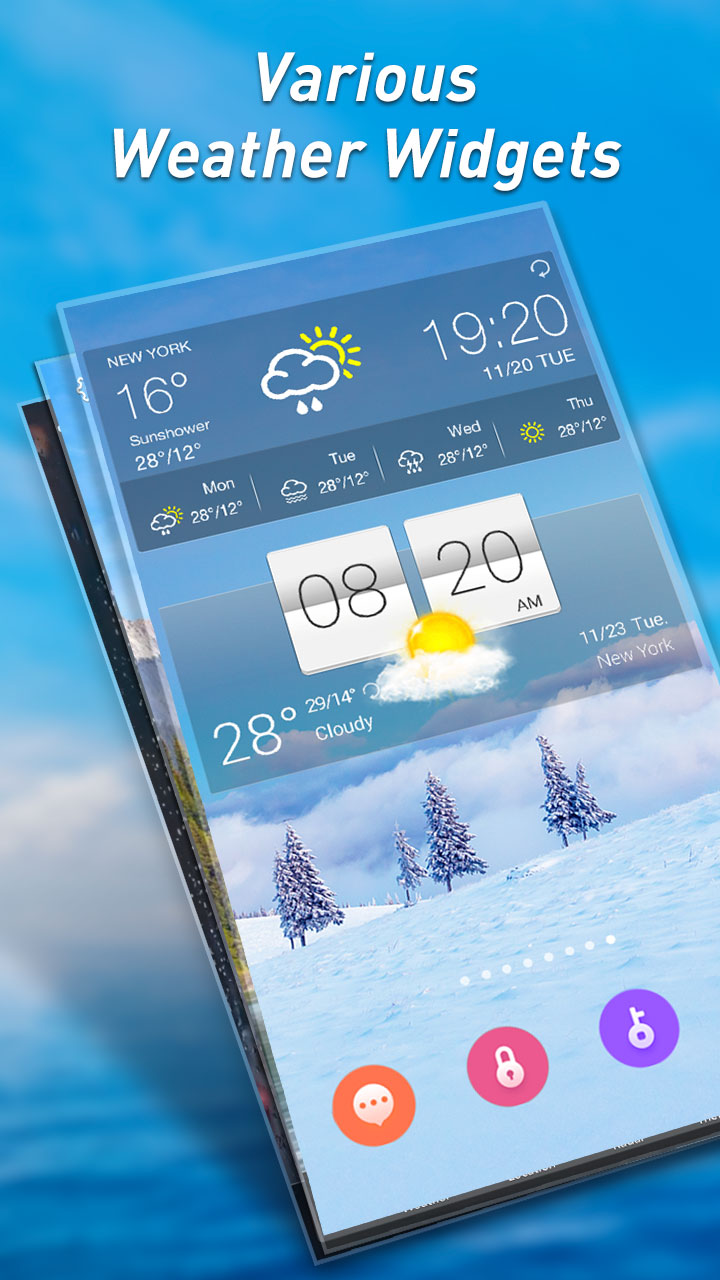 Various
Weather Widgets
NEW YORK
16°
Sunshower
28°/12°
19:20
11/20 TUE
Mon
28°/12°
Tue
28°/12°
Wed
28°/12°
Thu
28°/12°
08 20
AM
11/23 Tue.
New York
28° 29/14°
Cloudy